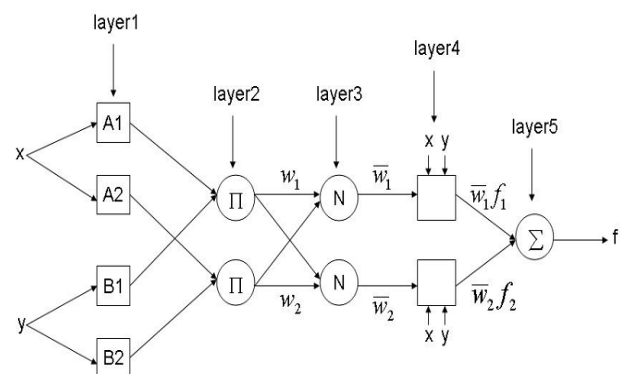 layer1
layer2
layer3
layer4
layer5
x
A1
A2
y
B1
B2
Π
Π
w₁
w₂
N
N
w̅₁
w̅₂
x y
x y
w̅₁f₁
w̅₂f₂
Σ
f